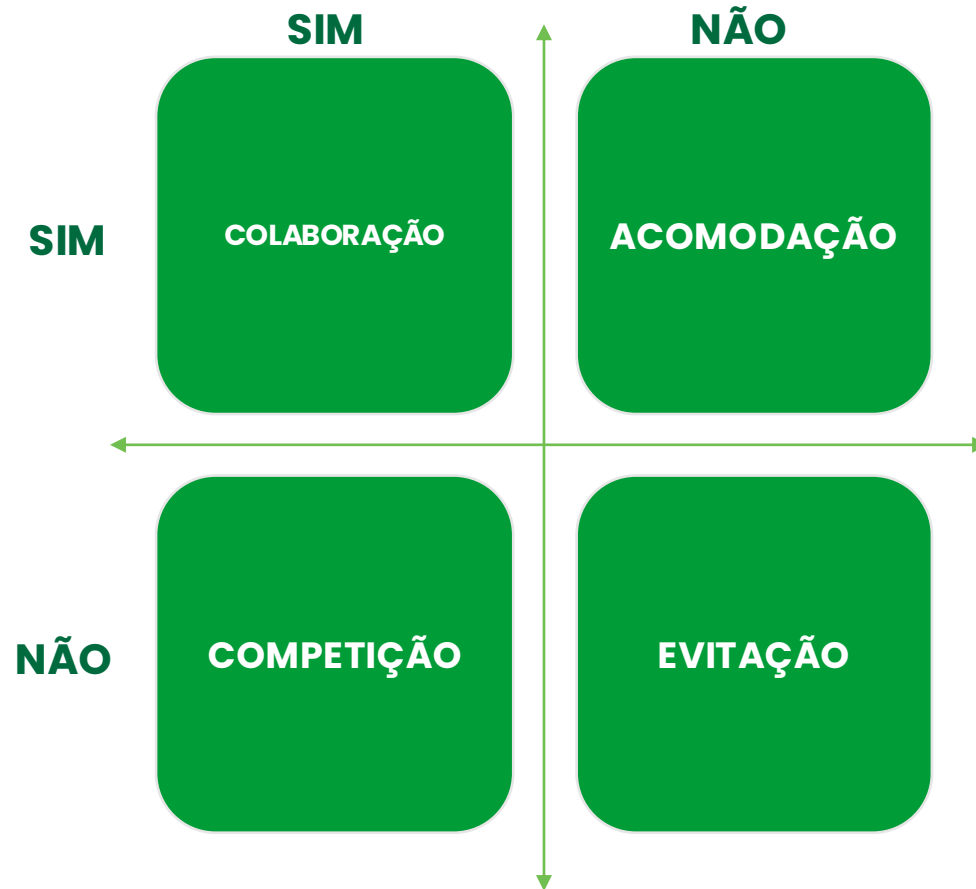 SIM
NÃO
SIM
COLABORAÇÃO
ACOMODAÇÃO
NÃO
COMPETIÇÃO
EVITAÇÃO